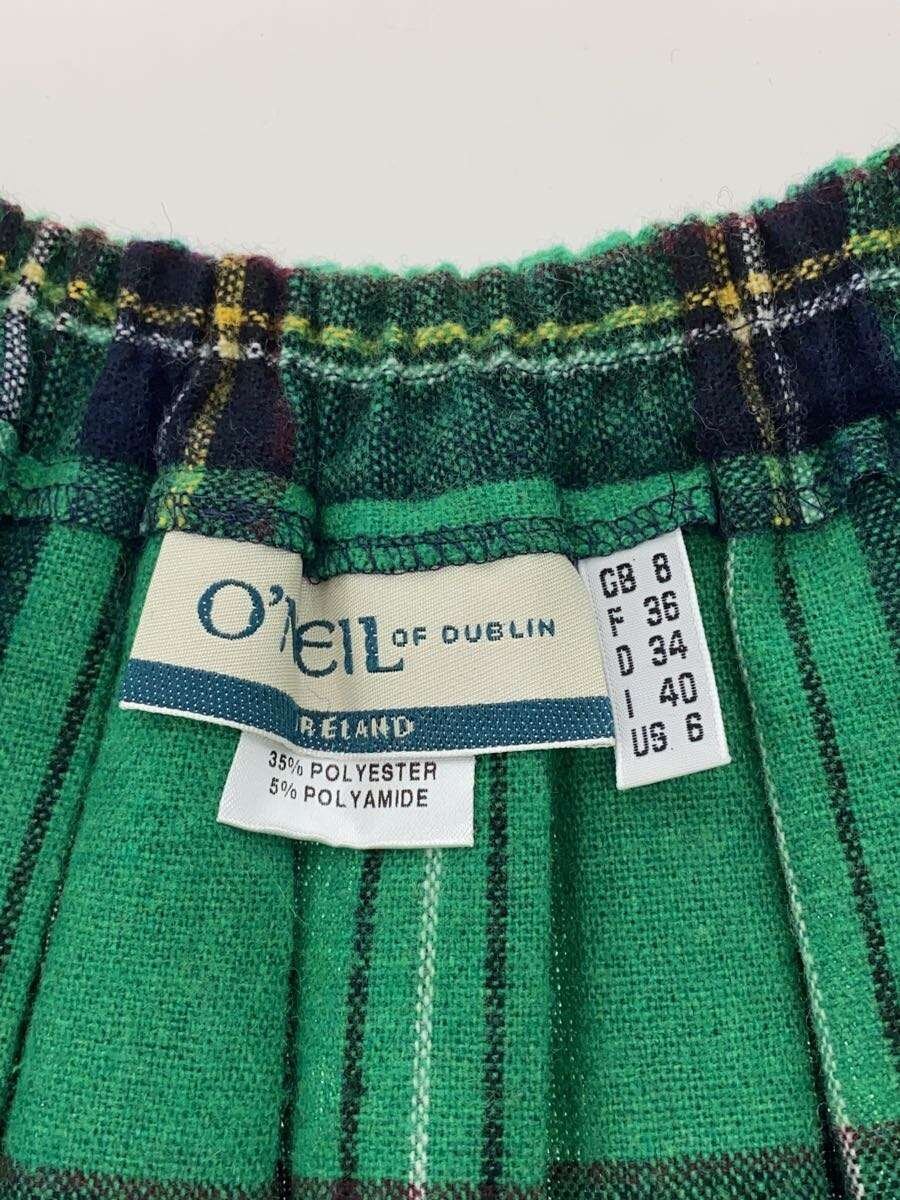 O'NEIL OF DUBLIN
IRELAND
35% POLYESTER
5% POLYAMIDE
GB 8
F 36
D 34
I 40
US 6